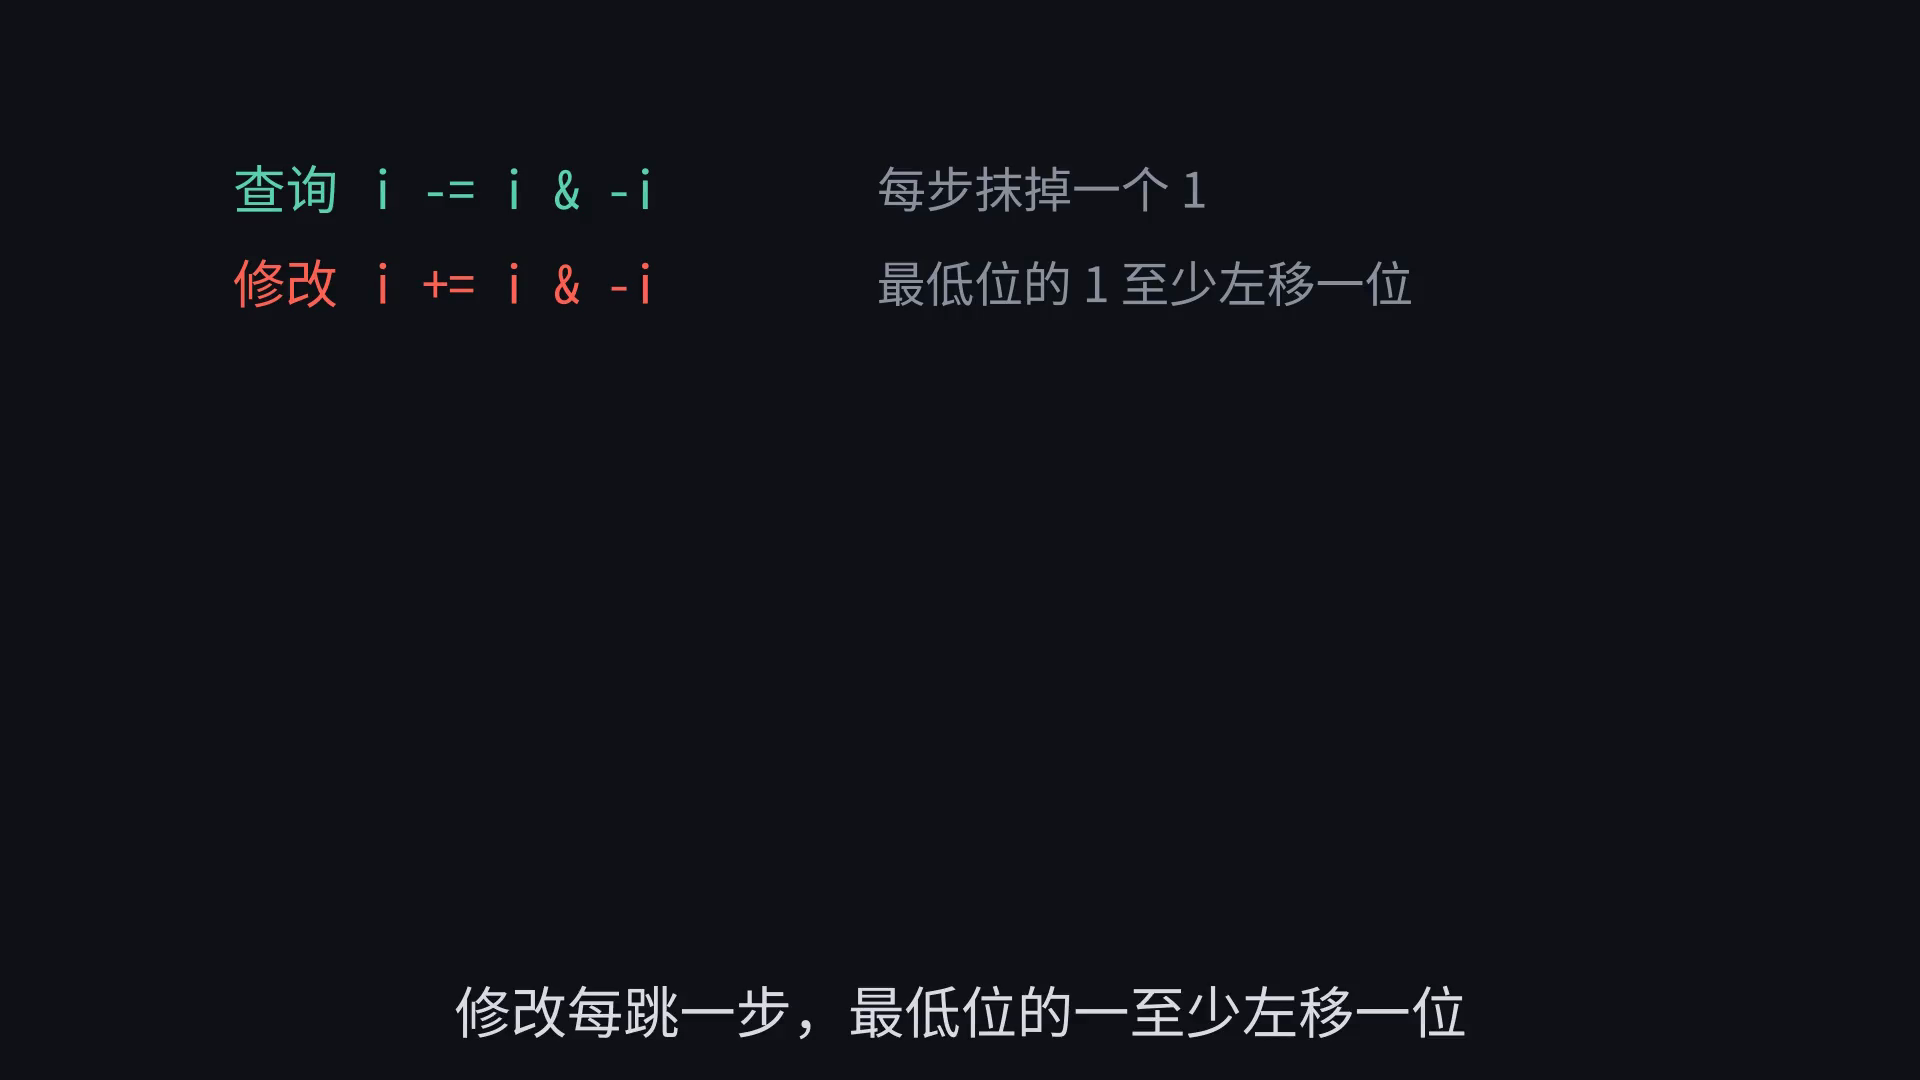 查询 i -= i & -i 每步抹掉一个 1
修改 i += i & -i 最低位的 1 至少左移一位
修改每跳一步，最低位的一至少左移一位